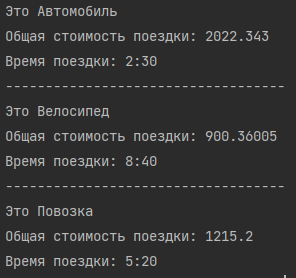 Это Автомобиль
Общая стоимость поездки: 2022.343
Время поездки: 2:30
-----------------------------------
Это Велосипед
Общая стоимость поездки: 900.36005
Время поездки: 8:40
-----------------------------------
Это Повозка
Общая стоимость поездки: 1215.2
Время поездки: 5:20